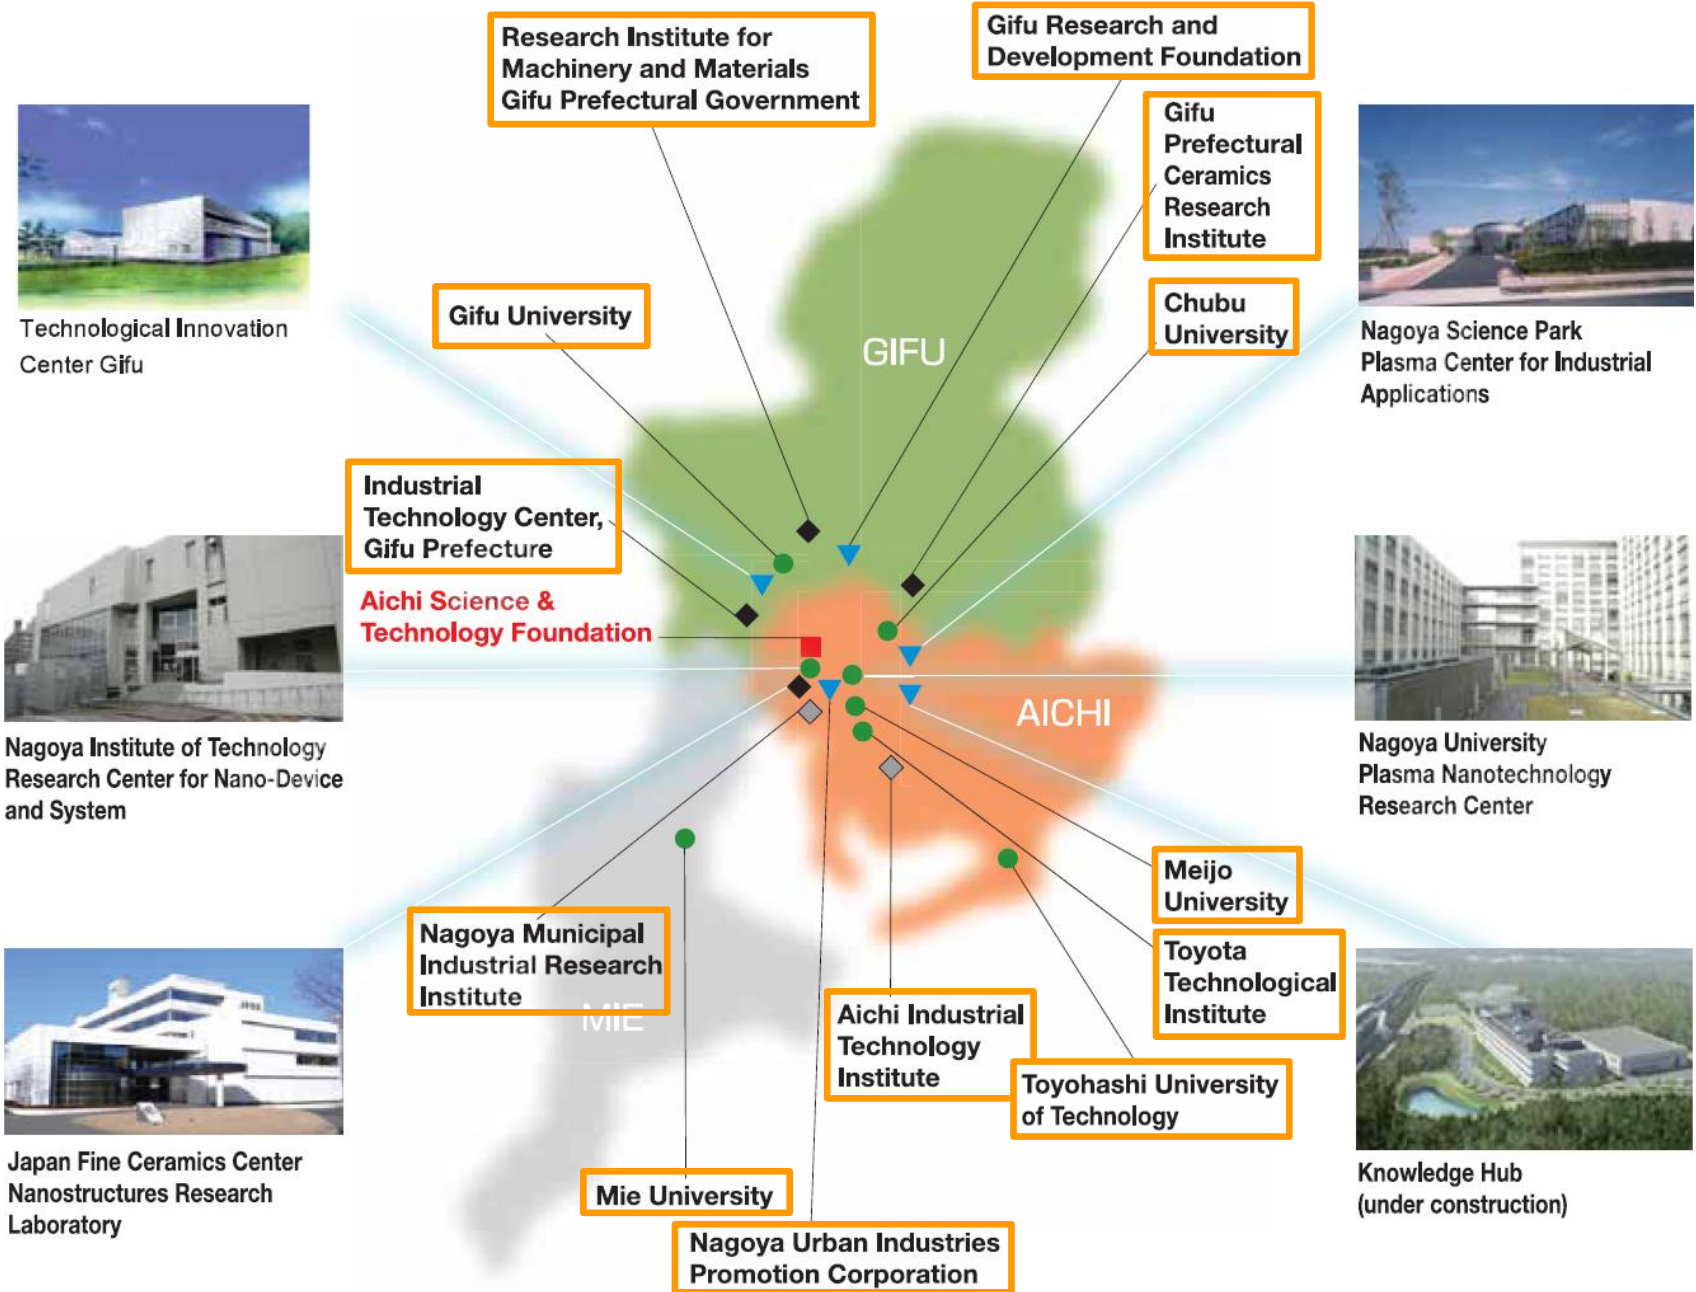 Research Institute for
Machinery and Materials
Gifu Prefectural Government
Gifu Research and
Development Foundation
Gifu
Prefectural
Ceramics
Research
Institute
Technological Innovation
Center Gifu
Gifu University
Chubu
University
GIFU
Nagoya Science Park
Plasma Center for Industrial
Applications
Industrial
Technology Center,
Gifu Prefecture
Aichi Science &
Technology Foundation
AICHI
Nagoya Institute of Technology
Research Center for Nano-Device
and System
Nagoya University
Plasma Nanotechnology
Research Center
Meijo
University
Nagoya Municipal
Industrial Research
Institute
MIE
Toyota
Technological
Institute
Aichi Industrial
Technology
Institute
Toyohashi University
of Technology
Japan Fine Ceramics Center
Nanostructures Research
Laboratory
Mie University
Knowledge Hub
(under construction)
Nagoya Urban Industries
Promotion Corporation